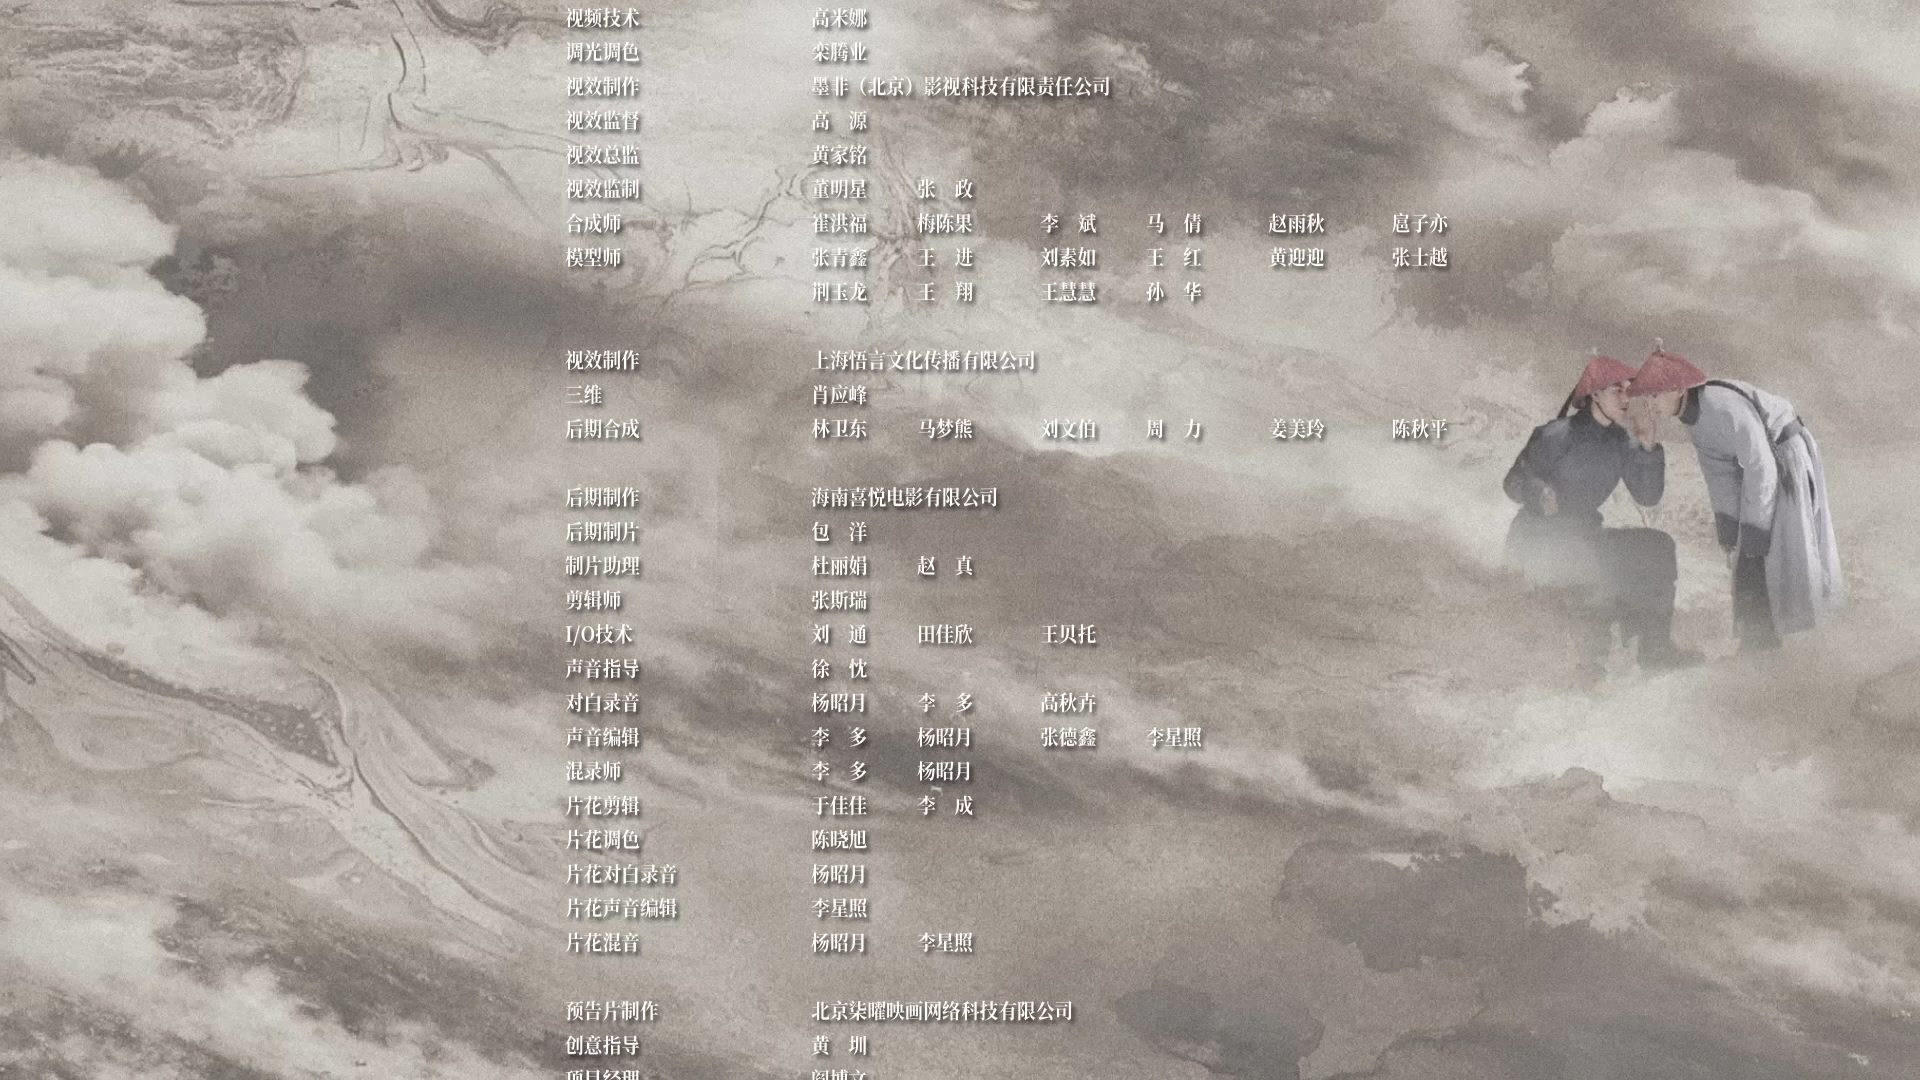 视频技术 高米娜
调光调色 栾腾业
视效制作 墨非（北京）影视科技有限责任公司
视效监督 高 源
视效总监 黄家铭
视效监制 董明星 张 政
合成师 崔洪福 梅陈果 李 斌 马 倩 赵雨秋 扈子亦
模型师 张青鑫 王 进 刘素如 王 红 黄迎迎 张士越
荆玉龙 王 翔 王慧慧 孙 华
视效制作 上海悟言文化传播有限公司
三维 肖应峰
后期合成 林卫东 马梦熊 刘文伯 周 力 姜美玲 陈秋平
后期制作 海南喜悦电影有限公司
后期制片 包 洋
制片助理 杜丽娟 赵 真
剪辑师 张斯瑞
I/O技术 刘 通 田佳欣 王贝托
声音指导 徐 忱
对白录音 杨昭月 李 多 高秋卉
声音编辑 李 多 杨昭月 张德鑫 李星照
混录师 李 多 杨昭月
片花剪辑 于佳佳 李 成
片花调色 陈晓旭
片花对白录音 杨昭月
片花声音编辑 李星照
片花混音 杨昭月 李星照
预告片制作 北京柒曜映画网络科技有限公司
创意指导 黄 圳
项目经理 阎博文